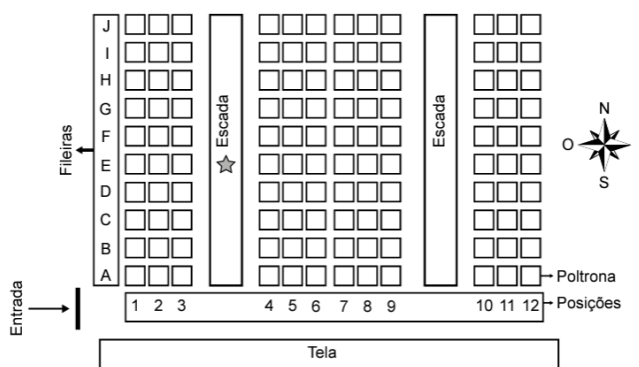 J
I
H
G
F
E
D
C
B
A
Fileiras
Escada
Escada
N
O
S
Poltrona
1 2 3 4 5 6 7 8 9 10 11 12
Posições
Entrada
Tela